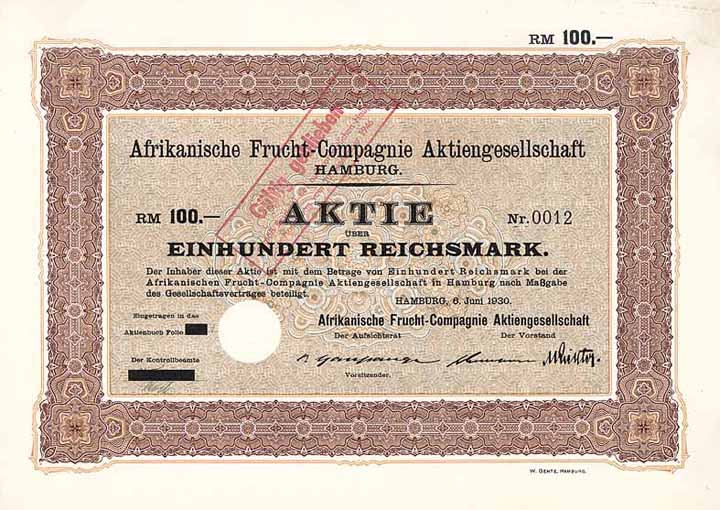 RM 100.—
Afrikanische Frucht-Compagnie Aktiengesellschaft
HAMBURG.
Gültig geblieben
RM 100.—
AKTIE
Nr. 0012
ÜBER
EINHUNDERT REICHSMARK.
Der Inhaber dieser Aktie ist mit dem Betrage von Einhundert Reichsmark bei der
Afrikanischen Frucht-Compagnie Aktiengesellschaft in Hamburg nach Maßgabe
des Gesellschaftsvertrages beteiligt.
HAMBURG, 6. Juni 1930.
Eingetragen in das
Aktienbuch Folio
Afrikanische Frucht-Compagnie Aktiengesellschaft
Der Aufsichtsrat
Der Vorstand
Der Kontrollbeamte
Vorsitzender.
W. GENTE, HAMBURG.